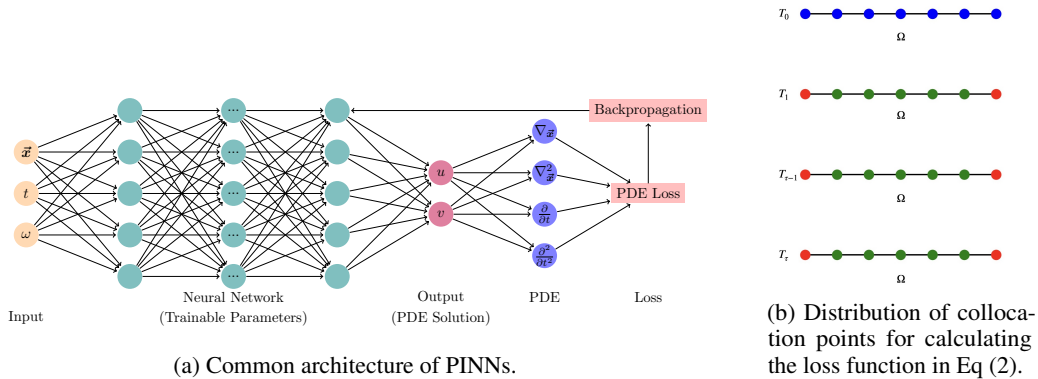 x⃗
t
ω
...
...
...
...
...
u
v
∇x⃗
∇²x⃗
∂/∂t
∂²/∂t²
Backpropagation
PDE Loss
Input
Neural Network
(Trainable Parameters)
Output
(PDE Solution)
PDE
Loss
(a) Common architecture of PINNs.
T₀
Ω
T₁
Ω
Tτ−1
Ω
Tτ
Ω
(b) Distribution of colloca-
tion points for calculating
the loss function in Eq (2).